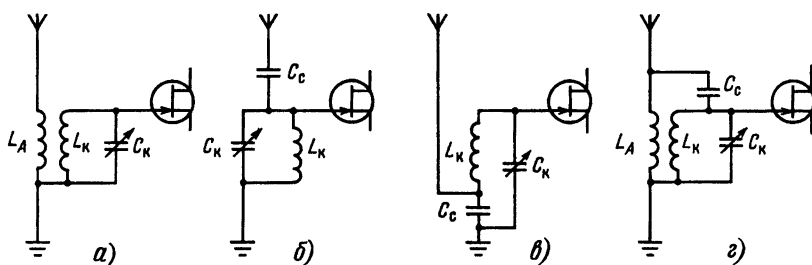 L_A L_к C_к
а)
C_c C_к L_к
б)
L_к C_к C_c
в)
C_c L_A L_к C_к
г)